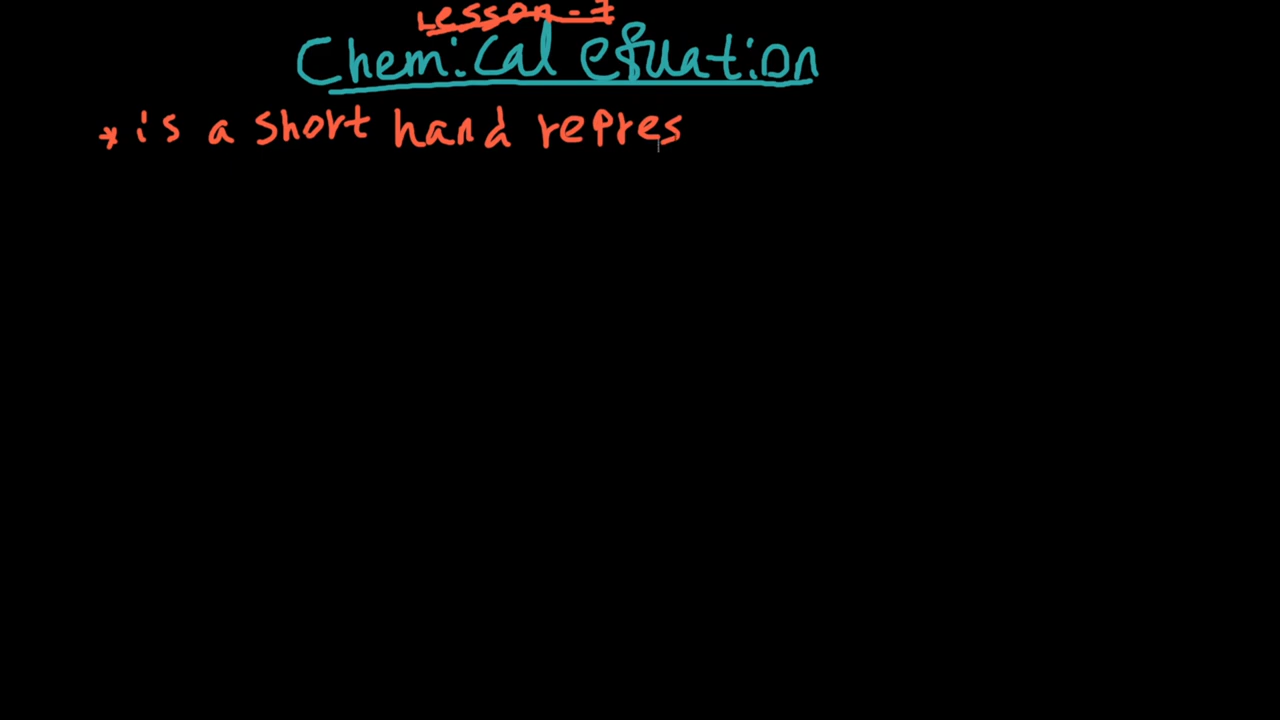 Lesson - 7
Chemical equation
* is a short hand repres